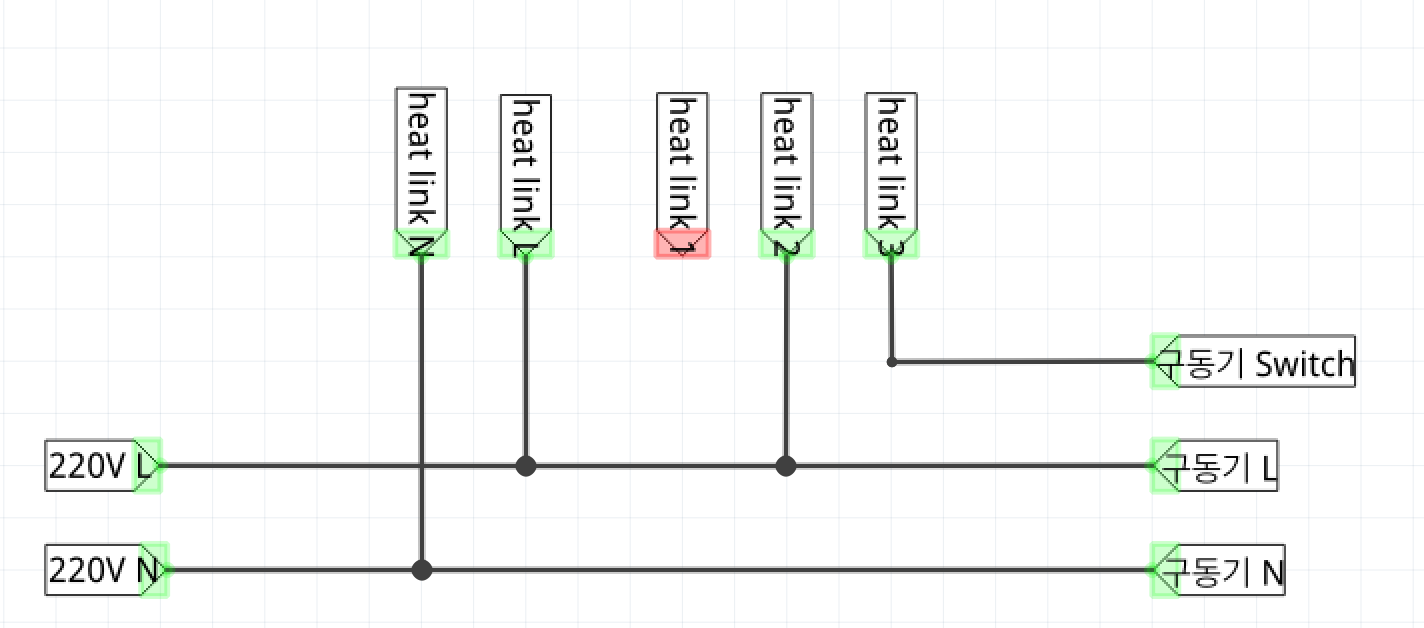 heat link N
heat link L
heat link 1
heat link 2
heat link 3
구동기 Switch
220V L
구동기 L
220V N
구동기 N